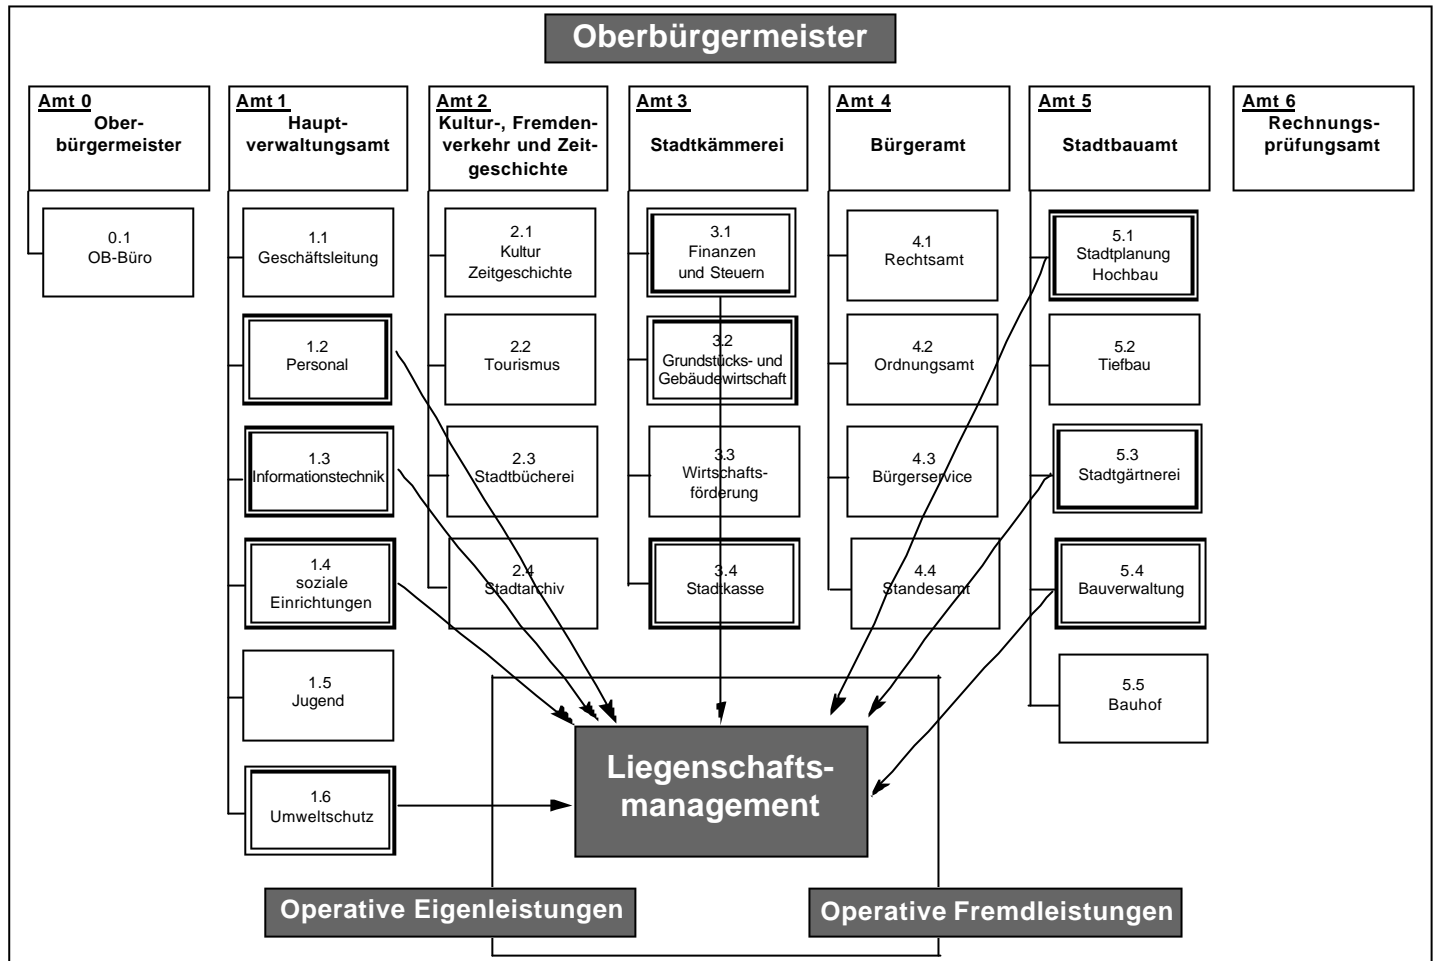 Oberbürgermeister
Amt 0
Ober-
bürgermeister
Amt 1
Haupt-
verwaltungsamt
Amt 2
Kultur-, Fremden-
verkehr und Zeit-
geschichte
Amt 3
Stadtkämmerei
Amt 4
Bürgeramt
Amt 5
Stadtbauamt
Amt 6
Rechnungs-
prüfungsamt
0.1
OB-Büro
1.1
Geschäftsleitung
1.2
Personal
1.3
Informationstechnik
1.4
soziale
Einrichtungen
1.5
Jugend
1.6
Umweltschutz
2.1
Kultur
Zeitgeschichte
2.2
Tourismus
2.3
Stadtbücherei
2.4
Stadtarchiv
3.1
Finanzen
und Steuern
3.2
Grundstücks- und
Gebäudewirtschaft
3.3
Wirtschafts-
förderung
3.4
Stadtkasse
4.1
Rechtsamt
4.2
Ordnungsamt
4.3
Bürgerservice
4.4
Standesamt
5.1
Stadtplanung
Hochbau
5.2
Tiefbau
5.3
Stadtgärtnerei
5.4
Bauverwaltung
5.5
Bauhof
Liegenschafts-
management
Operative Eigenleistungen
Operative Fremdleistungen